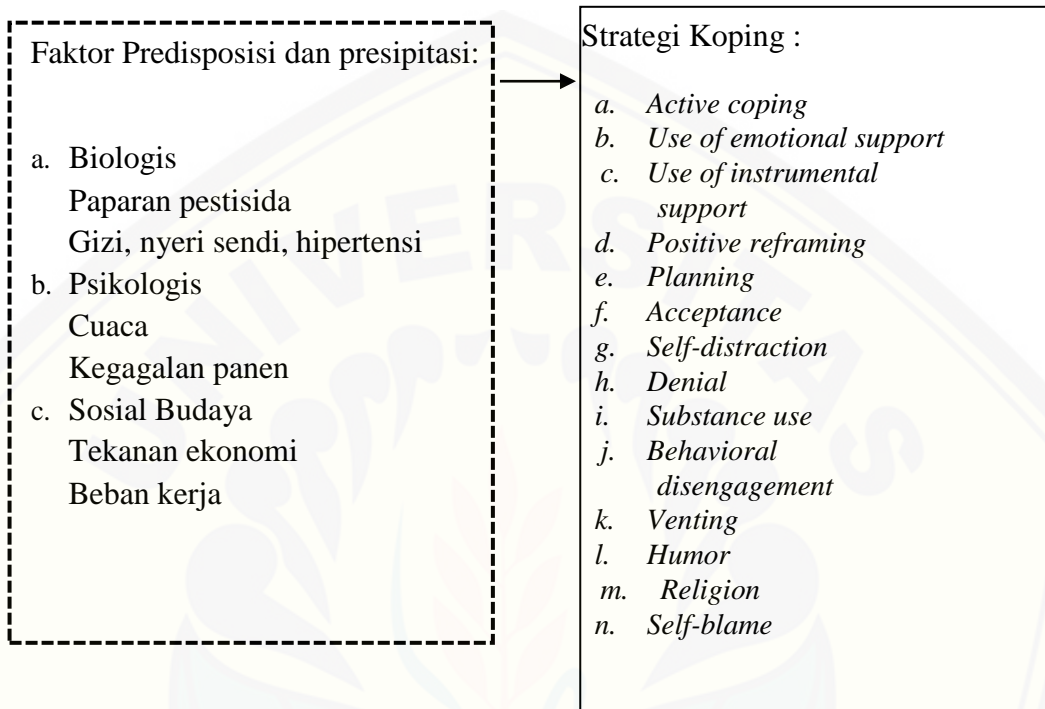 Faktor Predisposisi dan presipitasi:
a. Biologis
Paparan pestisida
Gizi, nyeri sendi, hipertensi
b. Psikologis
Cuaca
Kegagalan panen
c. Sosial Budaya
Tekanan ekonomi
Beban kerja
Strategi Koping :
a. Active coping
b. Use of emotional support
c. Use of instrumental
support
d. Positive reframing
e. Planning
f. Acceptance
g. Self-distraction
h. Denial
i. Substance use
j. Behavioral
disengagement
k. Venting
l. Humor
m. Religion
n. Self-blame
UNIVERSITAS